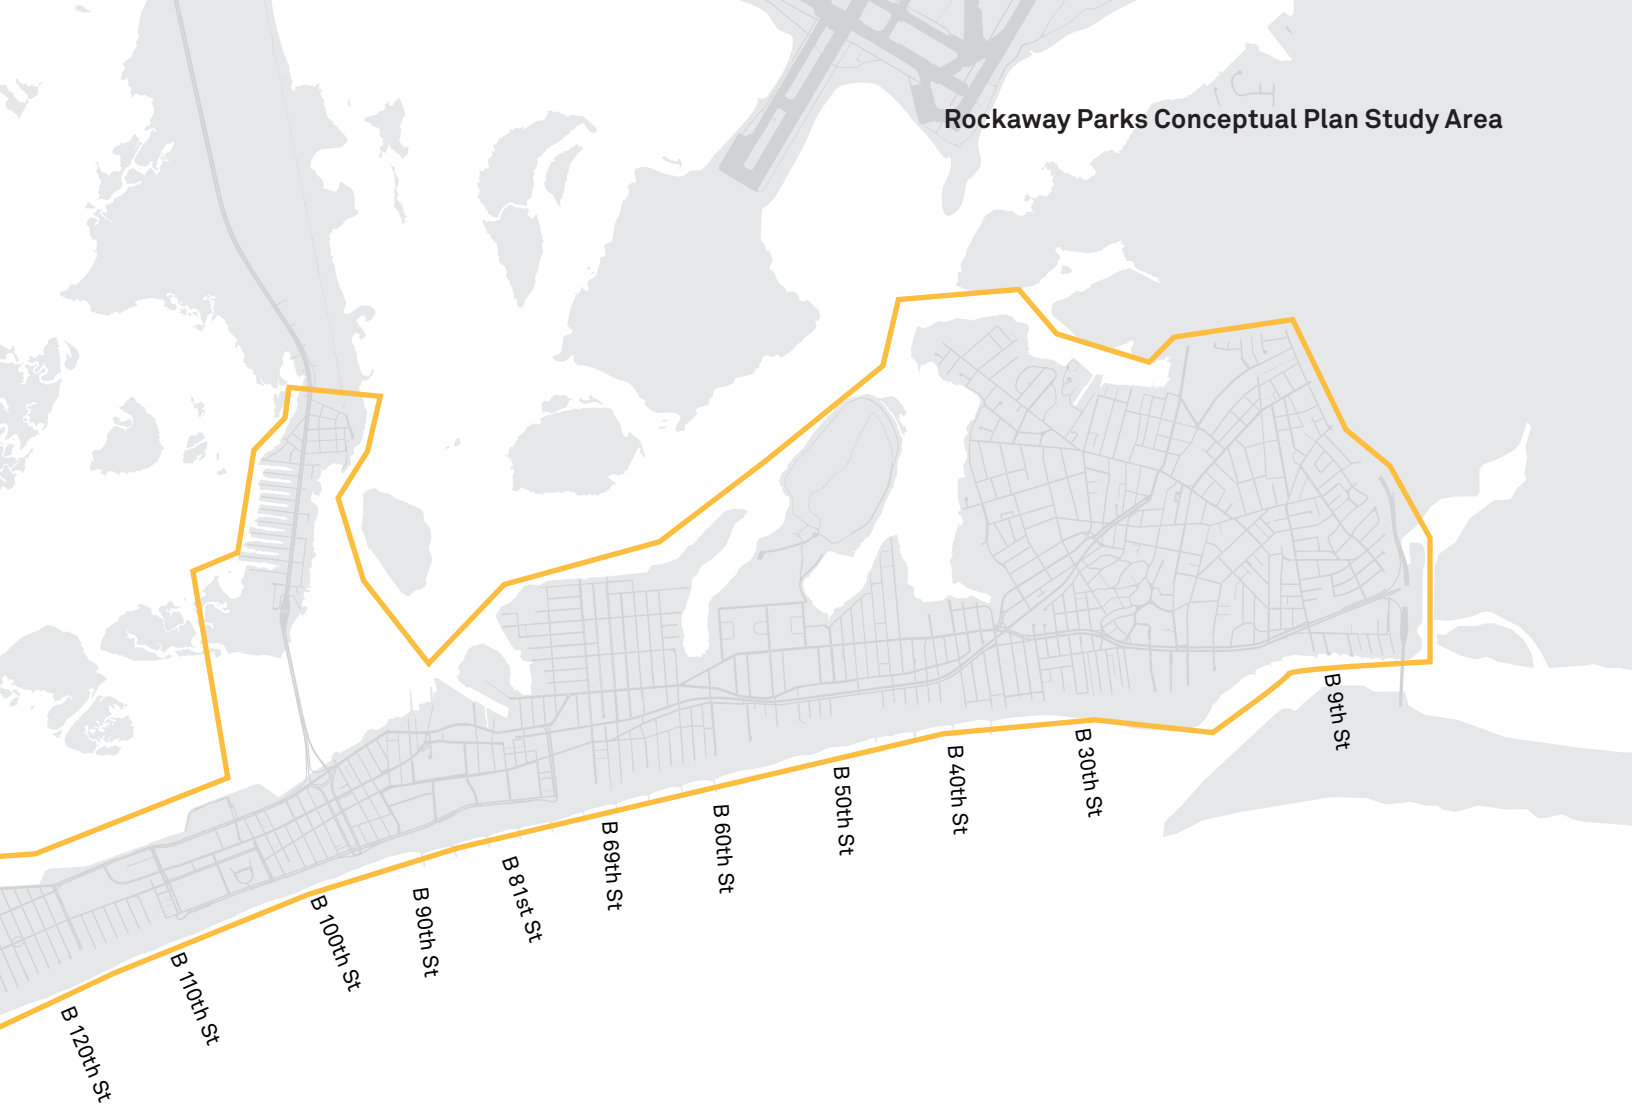 Rockaway Parks Conceptual Plan Study Area
B 9th St
B 30th St
B 40th St
B 50th St
B 60th St
B 69th St
B 81st St
B 90th St
B 100th St
B 110th St
B 120th St